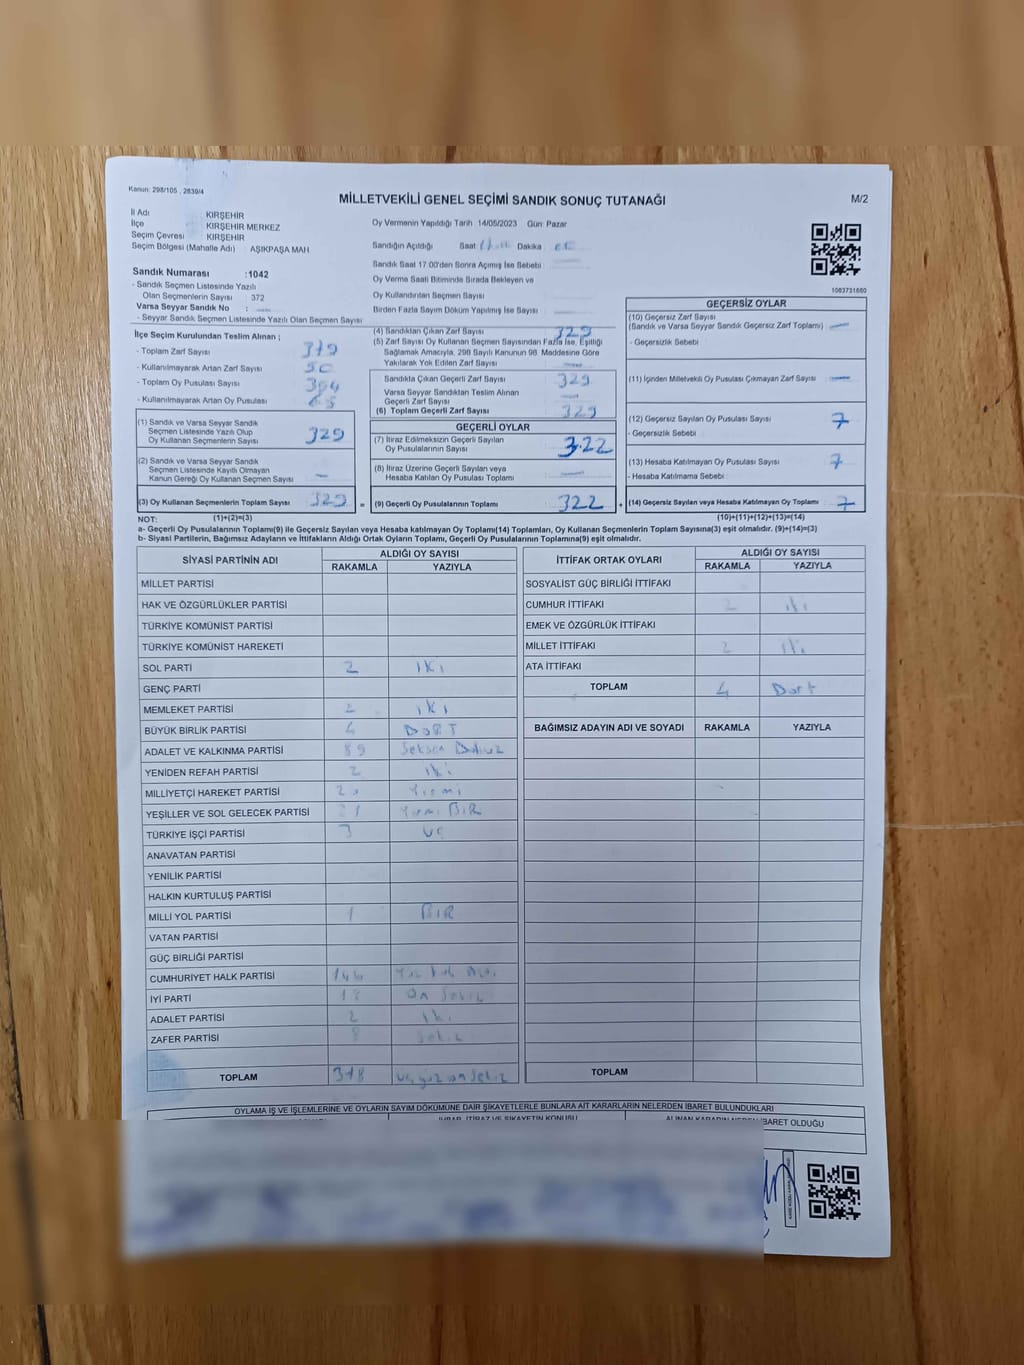 Kanun: 298/105 , 2839/4
MİLLETVEKİLİ GENEL SEÇİMİ SANDIK SONUÇ TUTANAĞI
M/2
İl Adı KIRŞEHİR
İlçe KIRŞEHİR MERKEZ
Seçim Çevresi KIRŞEHİR
Seçim Bölgesi (Mahalle Adı) AŞIKPAŞA MAH.
Sandık Numarası :1042
- Sandık Seçmen Listesinde Yazılı
Olan Seçmenlerin Sayısı 372
Varsa Seyyar Sandık No :
- Seyyar Sandık Seçmen Listesinde Yazılı Olan Seçmen Sayısı
Oy Vermenin Yapıldığı Tarih 14/05/2023 Gün: Pazar
Sandığın Açıldığı Saat Dakika
Sandık Saat 17:00'den Sonra Açımış İse Sebebi :
Oy Verme Saati Bitiminde Sırada Bekleyen ve
Oy Kullandırılan Seçmen Sayısı
Birden Fazla Sayım Döküm Yapılmış İse Sayısı :
1063731660
İlçe Seçim Kurulundan Teslim Alınan ;
- Toplam Zarf Sayısı : 379
- Kullanılmayarak Artan Zarf Sayısı : 50
- Toplam Oy Pusulası Sayısı : 394
- Kullanılmayarak Artan Oy Pusulası : 65
(1) Sandık ve Varsa Seyyar Sandık
Seçmen Listesinde Yazılı Olup
Oy Kullanan Seçmenlerin Sayısı 329
(2) Sandık ve Varsa Seyyar Sandık
Seçmen Listesinde Kayıtlı Olmayan
Kanun Gereği Oy Kullanan Seçmen Sayısı —
(3) Oy Kullanan Seçmenlerin Toplam Sayısı 329 =
(4) Sandıktan Çıkan Zarf Sayısı 329
(5) Zarf Sayısı Oy Kullanan Seçmen Sayısından Fazla İse, Eşitliği
Sağlamak Amacıyla, 298 Sayılı Kanunun 98. Maddesine Göre
Yakılarak Yok Edilen Zarf Sayısı —
Sandıkta Çıkan Geçerli Zarf Sayısı 329
Varsa Seyyar Sandıktan Teslim Alınan
Geçerli Zarf Sayısı —
(6) Toplam Geçerli Zarf Sayısı 329
GEÇERLİ OYLAR
(7) İtiraz Edilmeksizin Geçerli Sayılan
Oy Pusulalarının Sayısı 322
(8) İtiraz Üzerine Geçerli Sayılan veya
Hesaba Katılan Oy Pusulaları Toplamı —
(9) Geçerli Oy Pusulalarının Toplamı 322 +
GEÇERSİZ OYLAR
(10) Geçersiz Zarf Sayısı
(Sandık ve Varsa Seyyar Sandık Geçersiz Zarf Toplamı) —
- Geçersizlik Sebebi
(11) İçinden Milletvekili Oy Pusulası Çıkmayan Zarf Sayısı —
(12) Geçersiz Sayılan Oy Pusulası Sayısı 7
- Geçersizlik Sebebi
(13) Hesaba Katılmayan Oy Pusulası Sayısı 7
- Hesaba Katılmama Sebebi
(14) Geçersiz Sayılan veya Hesaba Katılmayan Oy Toplamı 7
NOT: (1)+(2)=(3) (10)+(11)+(12)+(13)=(14)
a- Geçerli Oy Pusulalarının Toplamı(9) ile Geçersiz Sayılan veya Hesaba katılmayan Oy Toplamı(14) Toplamları, Oy Kullanan Seçmenlerin Toplam Sayısına(3) eşit olmalıdır. (9)+(14)=(3)
b- Siyasi Partilerin, Bağımsız Adayların ve İttifakların Aldığı Ortak Oyların Toplamı, Geçerli Oy Pusulalarının Toplamına(9) eşit olmalıdır.
SİYASİ PARTİNİN ADI ALDIĞI OY SAYISI
RAKAMLA YAZIYLA
MİLLET PARTİSİ
HAK VE ÖZGÜRLÜKLER PARTİSİ
TÜRKİYE KOMÜNİST PARTİSİ
TÜRKİYE KOMÜNİST HAREKETİ
SOL PARTİ 2 iki
GENÇ PARTİ
MEMLEKET PARTİSİ 2 iki
BÜYÜK BİRLİK PARTİSİ 4 DÖRT
ADALET VE KALKINMA PARTİSİ 89 Seksen Dokuz
YENİDEN REFAH PARTİSİ 2 iki
MİLLİYETÇİ HAREKET PARTİSİ 20 Yirmi
YEŞİLLER VE SOL GELECEK PARTİSİ 21 Yirmi BİR
TÜRKİYE İŞÇİ PARTİSİ 3 üç
ANAVATAN PARTİSİ
YENİLİK PARTİSİ
HALKIN KURTULUŞ PARTİSİ
MİLLİ YOL PARTİSİ 1 BİR
VATAN PARTİSİ
GÜÇ BİRLİĞİ PARTİSİ
CUMHURİYET HALK PARTİSİ 146 Yüz kırk Altı
İYİ PARTİ 18 On Sekiz
ADALET PARTİSİ 2 iki
ZAFER PARTİSİ 8 Sekiz
TOPLAM 318 üçyüz on sekiz
İTTİFAK ORTAK OYLARI ALDIĞI OY SAYISI
RAKAMLA YAZIYLA
SOSYALİST GÜÇ BİRLİĞİ İTTİFAKI
CUMHUR İTTİFAKI 2 iki
EMEK VE ÖZGÜRLÜK İTTİFAKI
MİLLET İTTİFAKI 2 iki
ATA İTTİFAKI
TOPLAM 4 Dört
BAĞIMSIZ ADAYIN ADI VE SOYADI RAKAMLA YAZIYLA
TOPLAM
OYLAMA İŞ VE İŞLEMLERİNE VE OYLARIN SAYIM DÖKÜMÜNE DAİR ŞİKAYETLERLE BUNLARA AİT KARARLARIN NELERDEN İBARET BULUNDUKLARI
İHBAR, İTİRAZ VE ŞİKAYETİN KONUSU ALINAN KARARIN NEDEN İBARET OLDUĞU